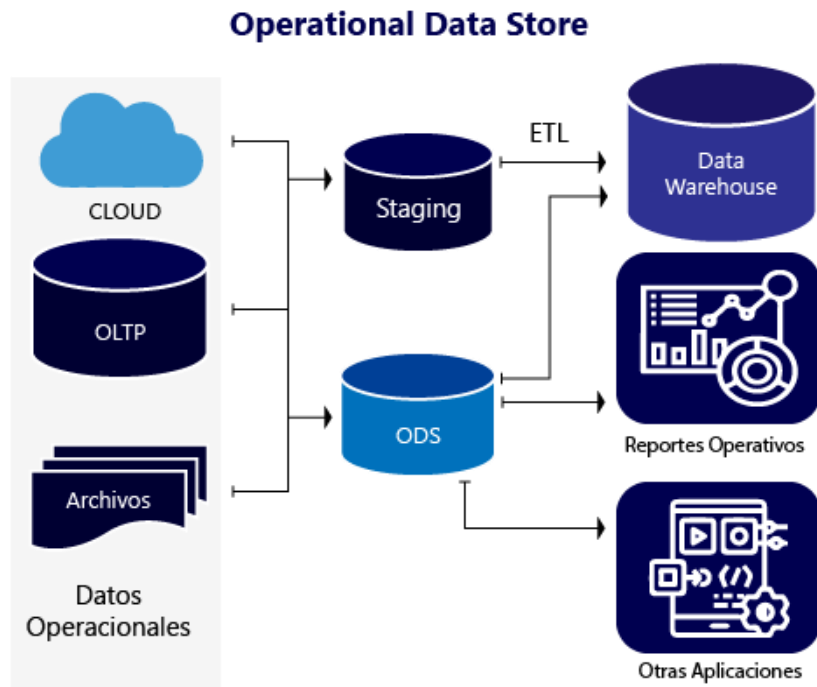 Operational Data Store
CLOUD
OLTP
Archivos
Datos
Operacionales
Staging
ODS
ETL
Data
Warehouse
Reportes Operativos
Otras Aplicaciones